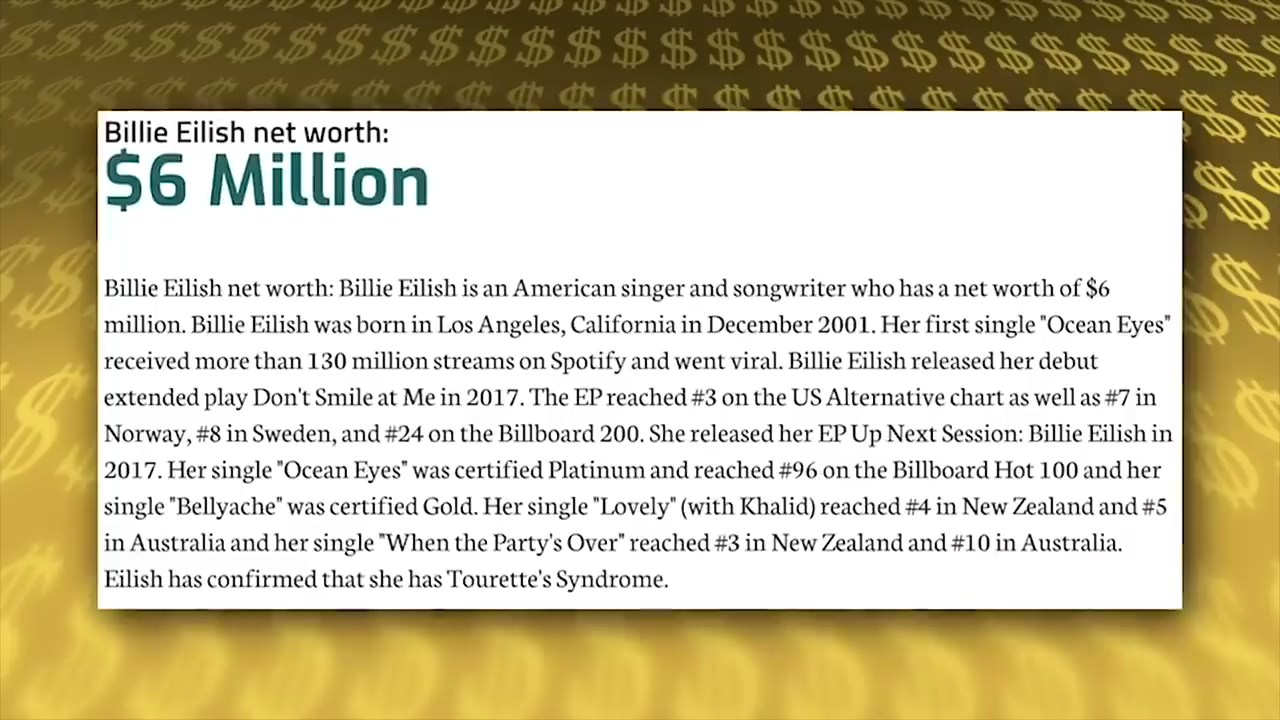 Billie Eilish net worth:
$6 Million
Billie Eilish net worth: Billie Eilish is an American singer and songwriter who has a net worth of $6
million. Billie Eilish was born in Los Angeles, California in December 2001. Her first single "Ocean Eyes"
received more than 130 million streams on Spotify and went viral. Billie Eilish released her debut
extended play Don't Smile at Me in 2017. The EP reached #3 on the US Alternative chart as well as #7 in
Norway, #8 in Sweden, and #24 on the Billboard 200. She released her EP Up Next Session: Billie Eilish in
2017. Her single "Ocean Eyes" was certified Platinum and reached #96 on the Billboard Hot 100 and her
single "Bellyache" was certified Gold. Her single "Lovely" (with Khalid) reached #4 in New Zealand and #5
in Australia and her single "When the Party's Over" reached #3 in New Zealand and #10 in Australia.
Eilish has confirmed that she has Tourette's Syndrome.